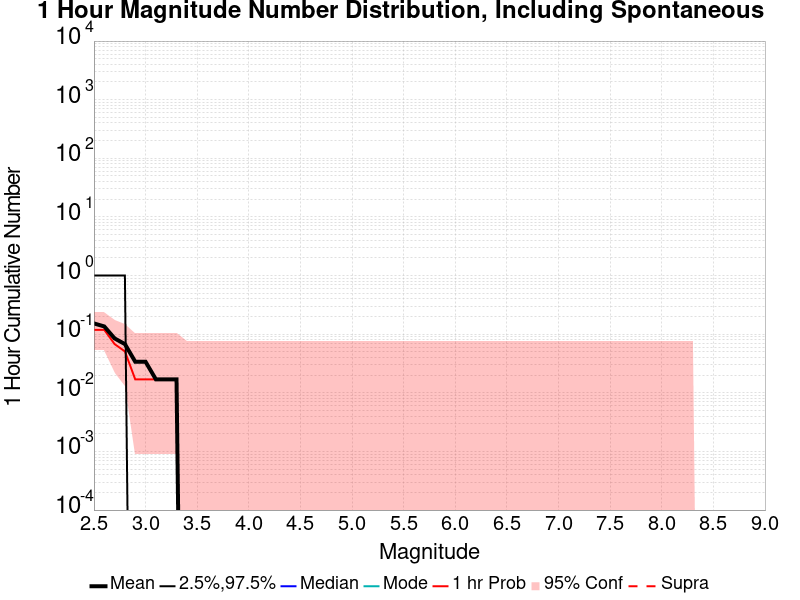 1 Hour Magnitude Number Distribution, Including Spontaneous
10^4
10^3
10^2
10^1
10^0
10^-1
10^-2
10^-3
10^-4
1 Hour Cumulative Number
2.5 3.0 3.5 4.0 4.5 5.0 5.5 6.0 6.5 7.0 7.5 8.0 8.5 9.0
Magnitude
Mean 2.5%,97.5% Median Mode 1 hr Prob 95% Conf Supra